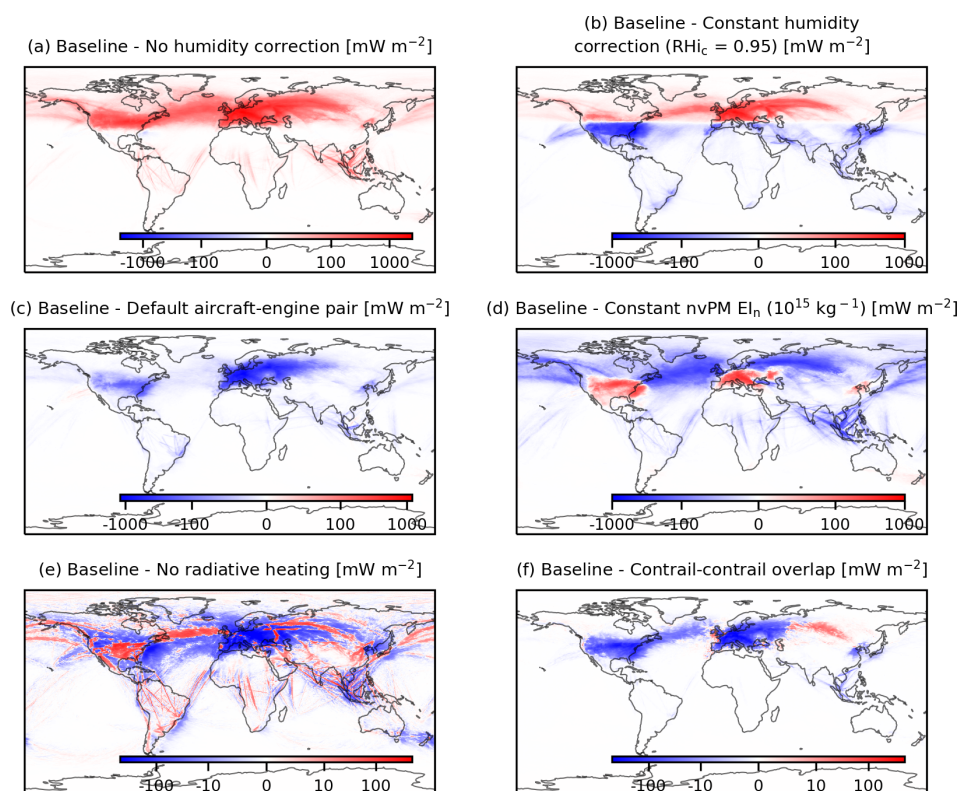 (b) Baseline - Constant humidity
(a) Baseline - No humidity correction [mW m⁻²]
correction (RHi_c = 0.95) [mW m⁻²]
-1000 -100 0 100 1000
-1000 -100 0 100 1000
(c) Baseline - Default aircraft-engine pair [mW m⁻²]
(d) Baseline - Constant nvPM EI_n (10¹⁵ kg⁻¹) [mW m⁻²]
-1000 -100 0 100 1000
-1000 -100 0 100 1000
(e) Baseline - No radiative heating [mW m⁻²]
(f) Baseline - Contrail-contrail overlap [mW m⁻²]
-100 -10 0 10 100
-100 -10 0 10 100